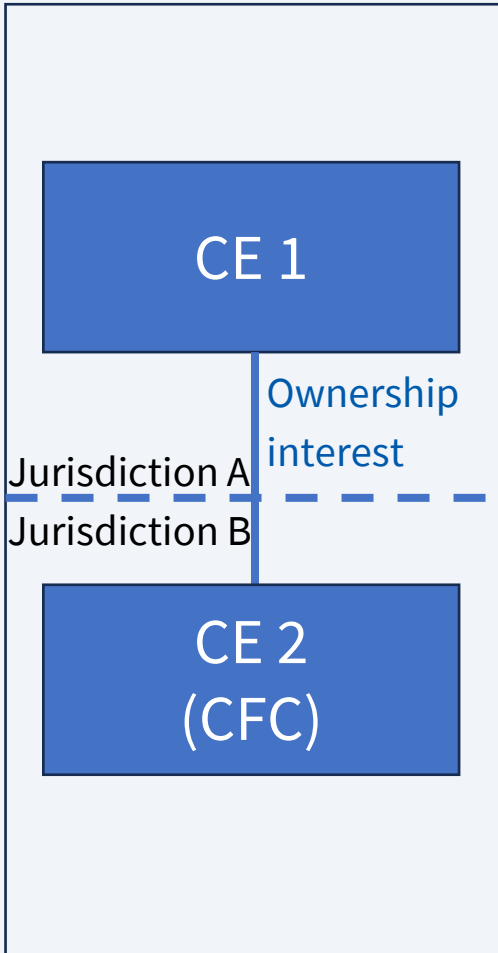 CE 1
Ownership
interest
Jurisdiction A
Jurisdiction B
CE 2
(CFC)